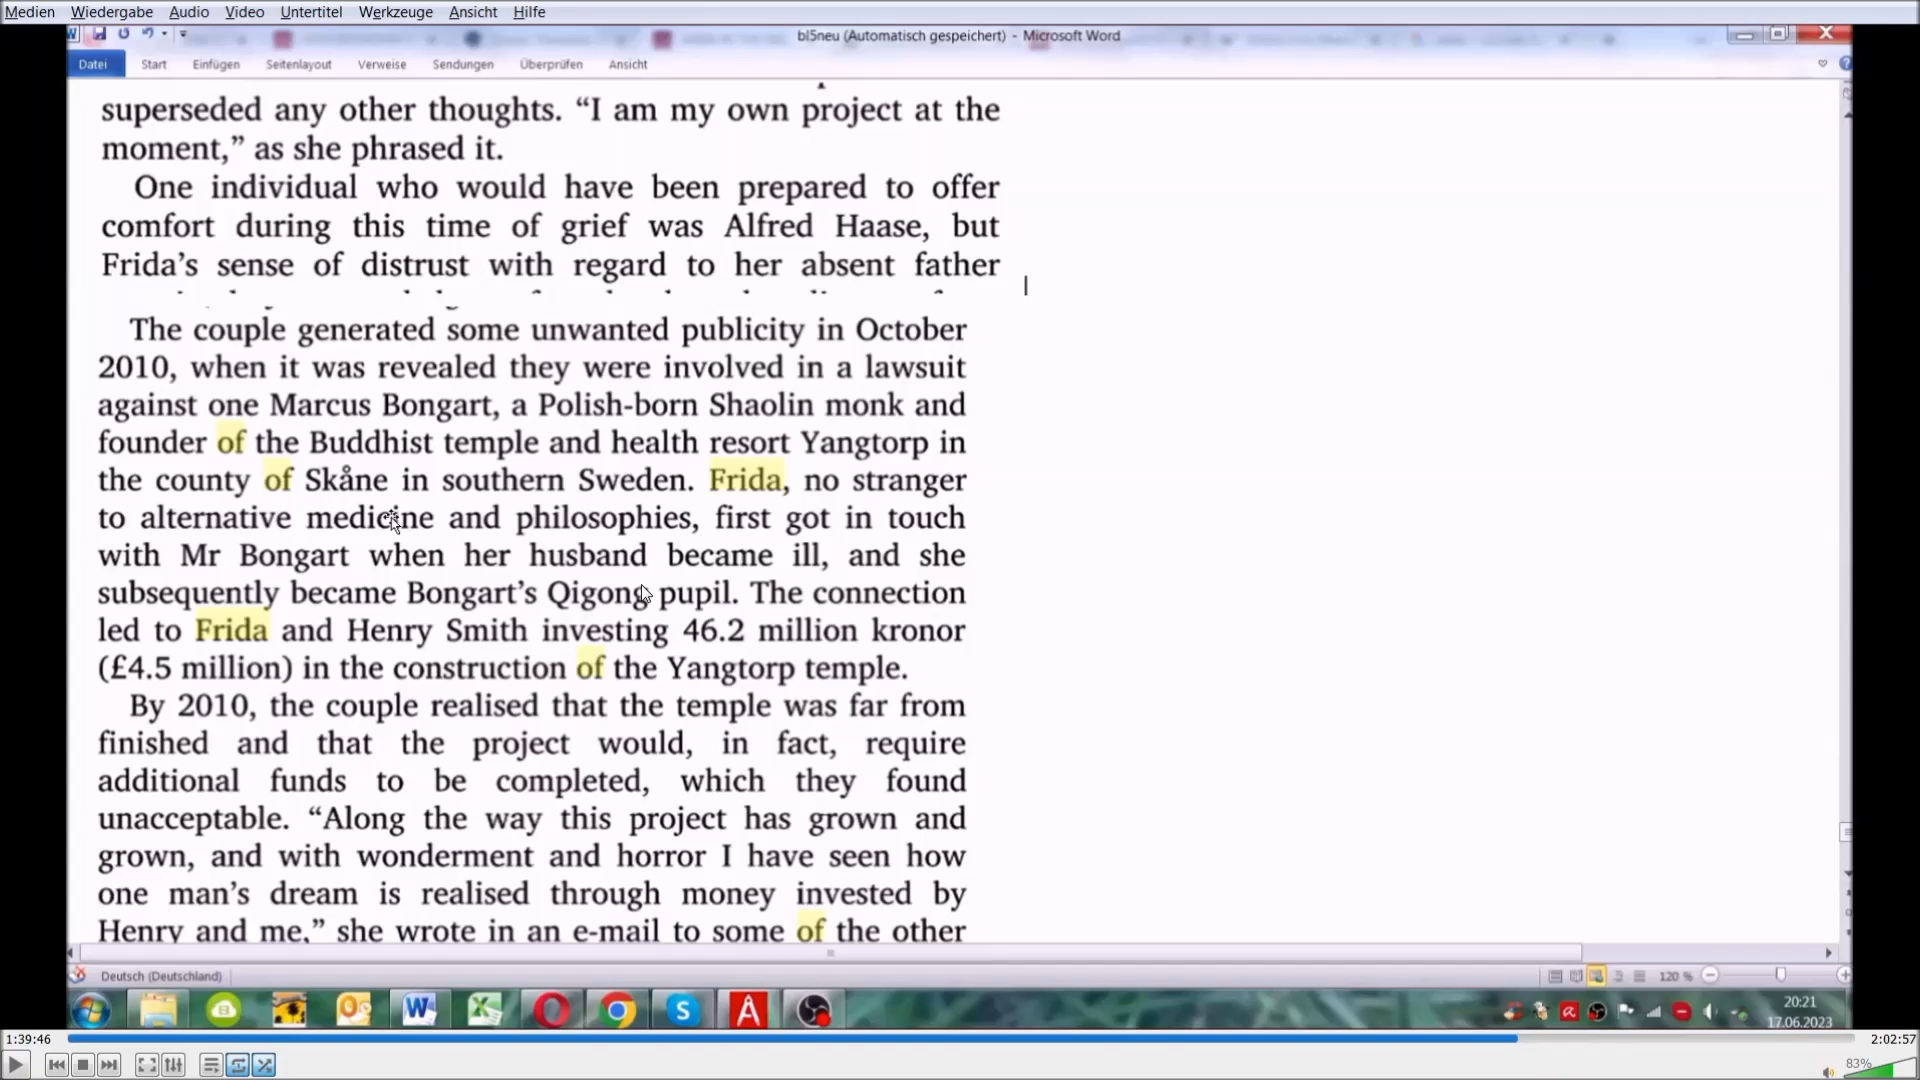 Medien Wiedergabe Audio Video Untertitel Werkzeuge Ansicht Hilfe
bl5neu (Automatisch gespeichert) - Microsoft Word
Datei Start Einfügen Seitenlayout Verweise Sendungen Überprüfen Ansicht
superseded any other thoughts. “I am my own project at the
moment,” as she phrased it.
One individual who would have been prepared to offer
comfort during this time of grief was Alfred Haase, but
Frida’s sense of distrust with regard to her absent father
The couple generated some unwanted publicity in October
2010, when it was revealed they were involved in a lawsuit
against one Marcus Bongart, a Polish-born Shaolin monk and
founder of the Buddhist temple and health resort Yangtorp in
the county of Skåne in southern Sweden. Frida, no stranger
to alternative medicine and philosophies, first got in touch
with Mr Bongart when her husband became ill, and she
subsequently became Bongart’s Qigong pupil. The connection
led to Frida and Henry Smith investing 46.2 million kronor
(£4.5 million) in the construction of the Yangtorp temple.
By 2010, the couple realised that the temple was far from
finished and that the project would, in fact, require
additional funds to be completed, which they found
unacceptable. “Along the way this project has grown and
grown, and with wonderment and horror I have seen how
one man’s dream is realised through money invested by
Henry and me,” she wrote in an e-mail to some of the other
Deutsch (Deutschland) 120 %
20:21
17.06.2023
1:39:46 2:02:57
83%